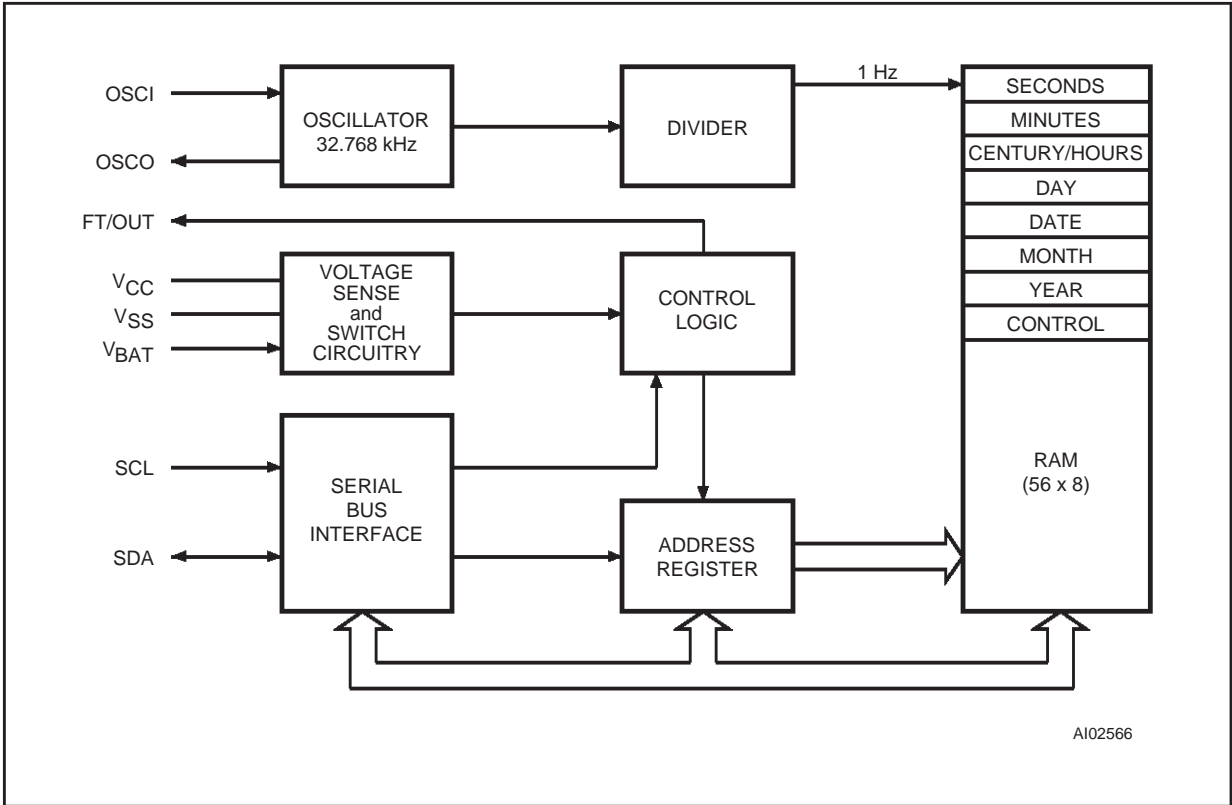 OSCI
OSCO
FT/OUT
VCC
VSS
VBAT
SCL
SDA
OSCILLATOR
32.768 kHz
VOLTAGE
SENSE
and
SWITCH
CIRCUITRY
SERIAL
BUS
INTERFACE
DIVIDER
CONTROL
LOGIC
ADDRESS
REGISTER
1 Hz
SECONDS
MINUTES
CENTURY/HOURS
DAY
DATE
MONTH
YEAR
CONTROL
RAM
(56 x 8)
AI02566